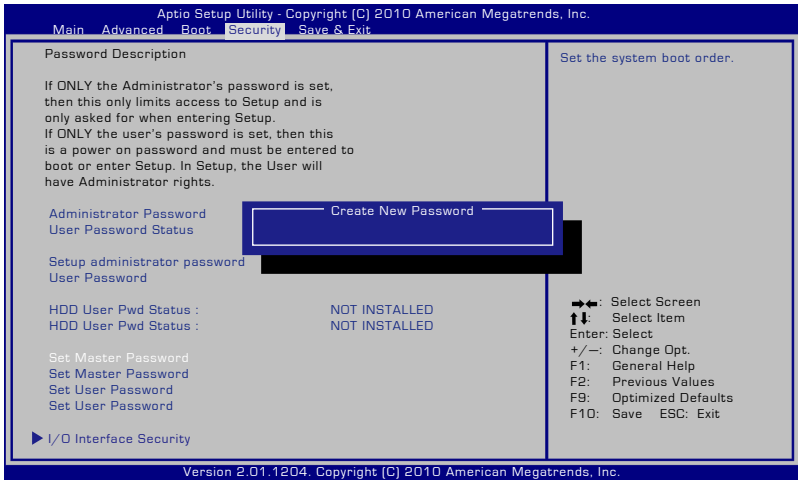 Aptio Setup Utility - Copyright (C) 2010 American Megatrends, Inc.
Main Advanced Boot Security Save & Exit
Password Description
If ONLY the Administrator's password is set,
then this only limits access to Setup and is
only asked for when entering Setup.
If ONLY the user's password is set, then this
is a power on password and must be entered to
boot or enter Setup. In Setup, the User will
have Administrator rights.
Administrator Password
User Password Status
Create New Password
Setup administrator password
User Password
HDD User Pwd Status : NOT INSTALLED
HDD User Pwd Status : NOT INSTALLED
Set Master Password
Set Master Password
Set User Password
Set User Password
I/O Interface Security
Set the system boot order.
→←: Select Screen
↑↓: Select Item
Enter: Select
+/—: Change Opt.
F1: General Help
F2: Previous Values
F9: Optimized Defaults
F10: Save ESC: Exit
Version 2.01.1204. Copyright (C) 2010 American Megatrends, Inc.